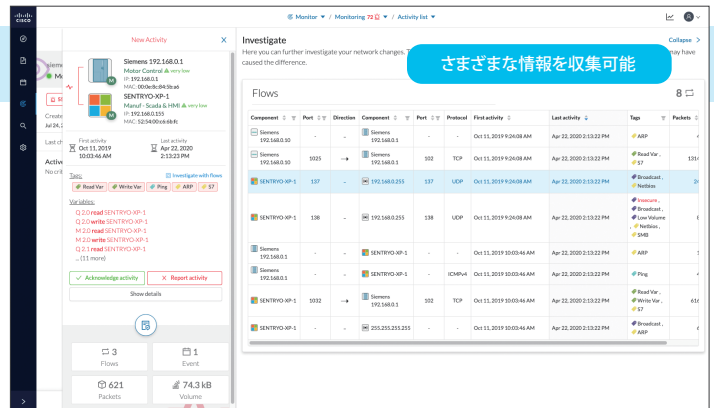 cisco
Monitor ▾ / Monitoring 72 ▾ / Activity list ▾
New Activity
X
Siemens 192.168.0.1
Motor Control very low
IP: 192.168.0.1
MAC: 00:0e:8c:84:5b:a6
M
SENTRYO-XP-1
Manuf - Scada & HMI very low
IP: 192.168.0.155
MAC: 52:54:00:c6:6b:fc
M
First activity
Oct 11, 2019
10:03:46 AM
Last activity
Apr 22, 2020
2:13:23 PM
Tags:
Investigate with flows
Read Var
Write Var
Ping
ARP
S7
Variables:
Q 2.0 read SENTRYO-XP-1
Q 2.0 write SENTRYO-XP-1
M 2.0 read SENTRYO-XP-1
M 2.0 write SENTRYO-XP-1
Q 2.1 read SENTRYO-XP-1
... (11 more)
Acknowledge activity
Report activity
Show details
3
Flows
1
Event
621
Packets
74.3 kB
Volume
Investigate
Collapse >
Here you can further investigate your network changes.
may have
caused the difference.
さまざまな情報を収集可能
Flows
8
Component Port Direction Component Port Protocol First activity Last activity Tags Packets
Siemens 192.168.0.10 - - Siemens 192.168.0.1 - - Oct 11, 2019 9:24:08 AM Apr 22, 2020 2:13:22 PM ARP
Siemens 192.168.0.10 1025 → Siemens 192.168.0.1 102 TCP Oct 11, 2019 9:24:08 AM Apr 22, 2020 2:13:22 PM Read Var , S7 1314
SENTRYO-XP-1 137 - 192.168.0.255 137 UDP Oct 11, 2019 9:24:08 AM Apr 22, 2020 2:13:22 PM Broadcast , Netbios
SENTRYO-XP-1 138 - 192.168.0.255 138 UDP Oct 11, 2019 9:24:08 AM Apr 22, 2020 2:13:22 PM Insecure , Broadcast , Low Volume , Netbios , SMB
Siemens 192.168.0.1 - - SENTRYO-XP-1 - - Oct 11, 2019 10:03:46 AM Apr 22, 2020 2:13:22 PM ARP
Siemens 192.168.0.1 - - SENTRYO-XP-1 - ICMPv4 Oct 11, 2019 10:03:46 AM Apr 22, 2020 2:13:22 PM Ping
SENTRYO-XP-1 1032 → Siemens 192.168.0.1 102 TCP Oct 11, 2019 10:03:46 AM Apr 22, 2020 2:13:22 PM Read Var , Write Var , S7 616
SENTRYO-XP-1 - - 255.255.255.255 - - Oct 11, 2019 10:03:46 AM Apr 22, 2020 2:13:22 PM Broadcast , ARP